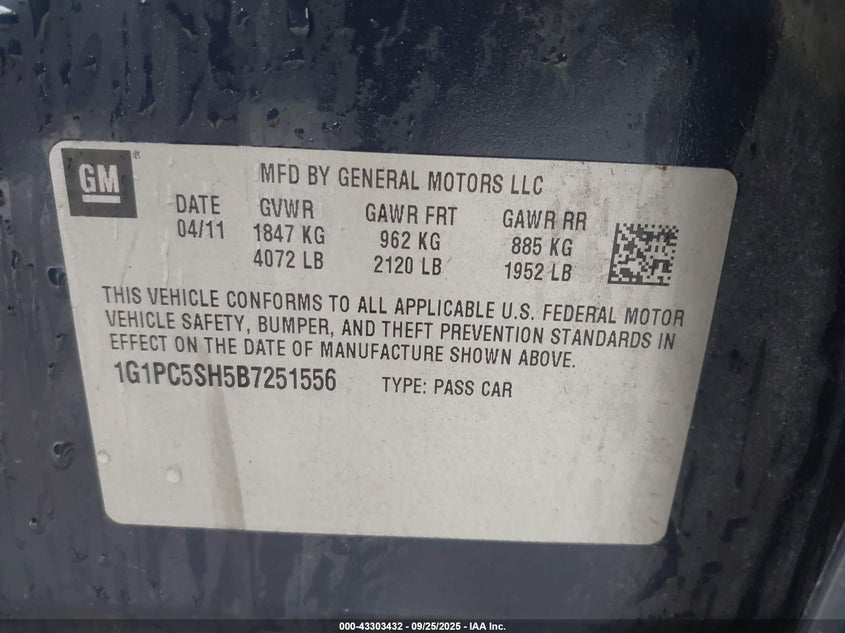 GM ®
MFD BY GENERAL MOTORS LLC
DATE GVWR GAWR FRT GAWR RR
04/11 1847 KG 962 KG 885 KG
4072 LB 2120 LB 1952 LB
THIS VEHICLE CONFORMS TO ALL APPLICABLE U.S. FEDERAL MOTOR
VEHICLE SAFETY, BUMPER, AND THEFT PREVENTION STANDARDS IN
EFFECT ON THE DATE OF MANUFACTURE SHOWN ABOVE.
1G1PC5SH5B7251556 TYPE: PASS CAR
000-43303432 - 09/25/2025 - IAA Inc.